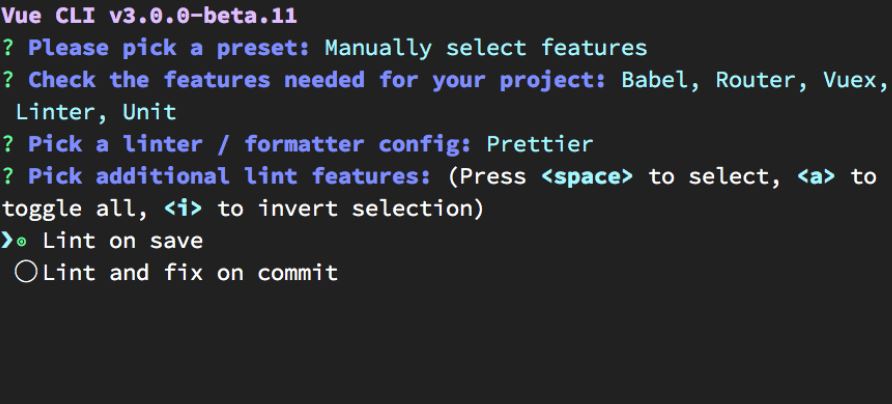 Vue CLI v3.0.0-beta.11
? Please pick a preset: Manually select features
? Check the features needed for your project: Babel, Router, Vuex,
Linter, Unit
? Pick a linter / formatter config: Prettier
? Pick additional lint features: (Press <space> to select, <a> to
toggle all, <i> to invert selection)
❯◉ Lint on save
◯Lint and fix on commit